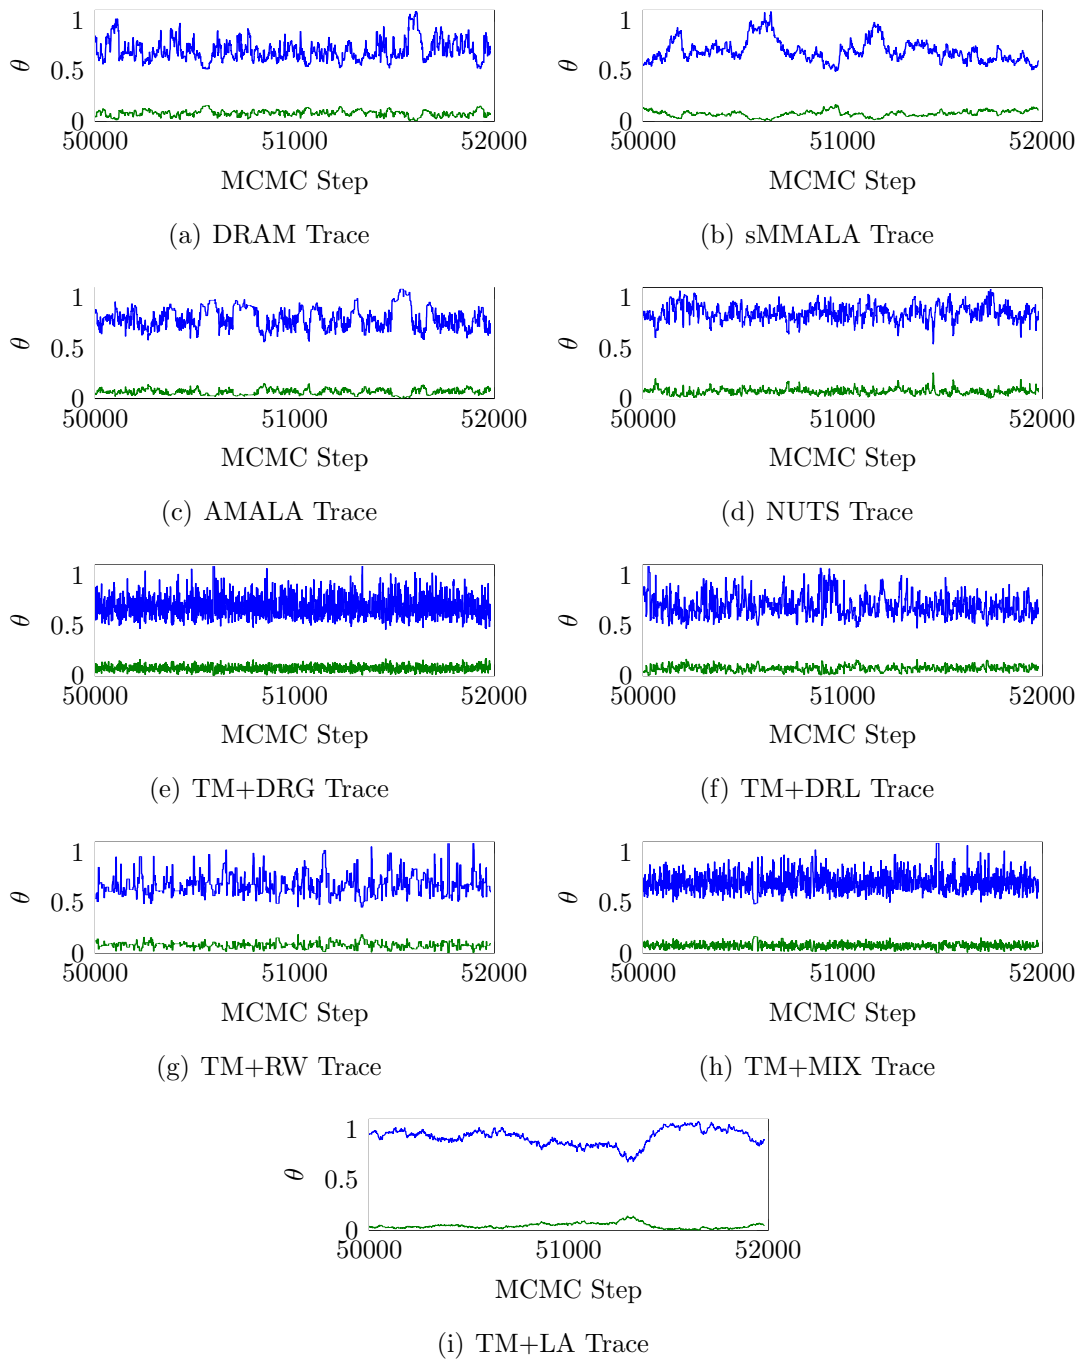 1
θ
0.5
0
50000
51000
52000
MCMC Step
(a) DRAM Trace
1
θ
0.5
0
50000
51000
52000
MCMC Step
(b) sMMALA Trace
1
θ
0.5
0
50000
51000
52000
MCMC Step
(c) AMALA Trace
1
θ
0.5
0
50000
51000
52000
MCMC Step
(d) NUTS Trace
1
θ
0.5
0
50000
51000
52000
MCMC Step
(e) TM+DRG Trace
1
θ
0.5
0
50000
51000
52000
MCMC Step
(f) TM+DRL Trace
1
θ
0.5
0
50000
51000
52000
MCMC Step
(g) TM+RW Trace
1
θ
0.5
0
50000
51000
52000
MCMC Step
(h) TM+MIX Trace
1
θ
0.5
0
50000
51000
52000
MCMC Step
(i) TM+LA Trace